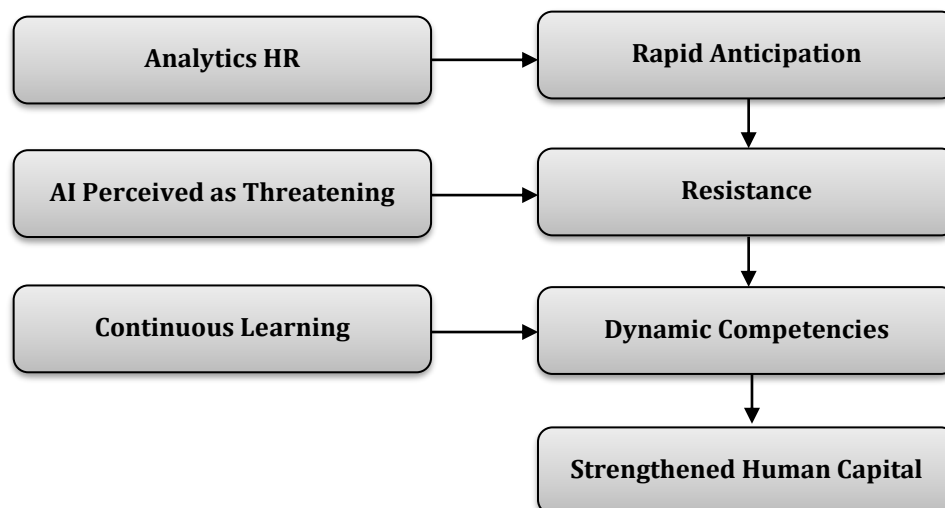 Analytics HR
Rapid Anticipation
AI Perceived as Threatening
Resistance
Continuous Learning
Dynamic Competencies
Strengthened Human Capital